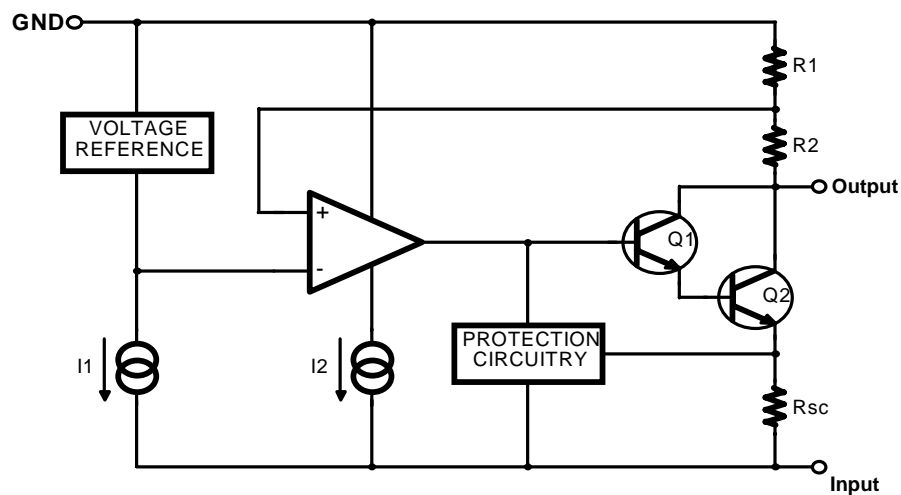 GND
R1
VOLTAGE
REFERENCE
R2
Output
+
Q1
-
Q2
PROTECTION
CIRCUITRY
I1
I2
Rsc
Input